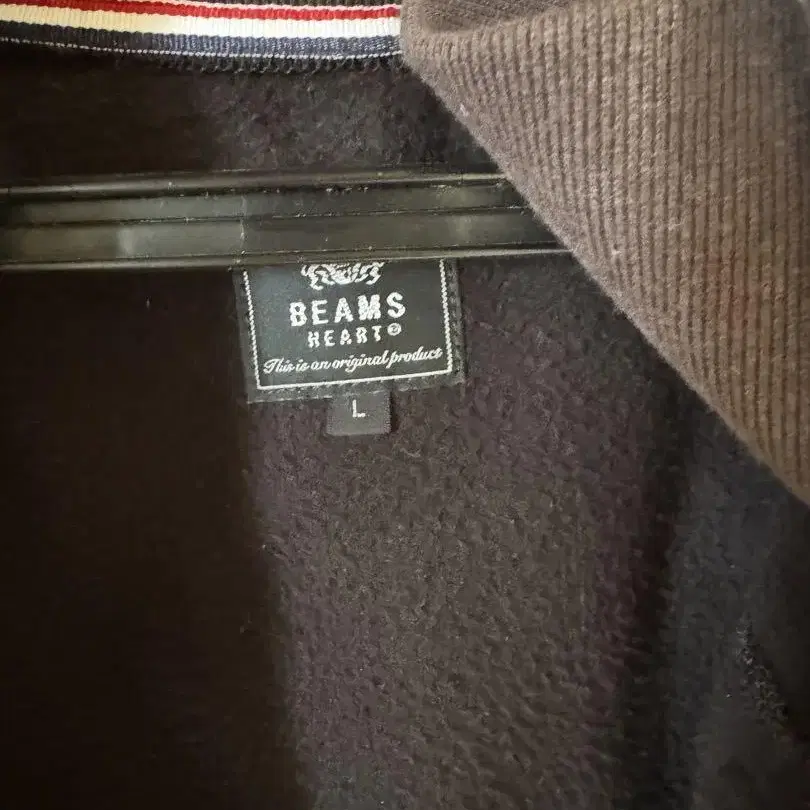 BEAMS
HEART®
This is an original product
L